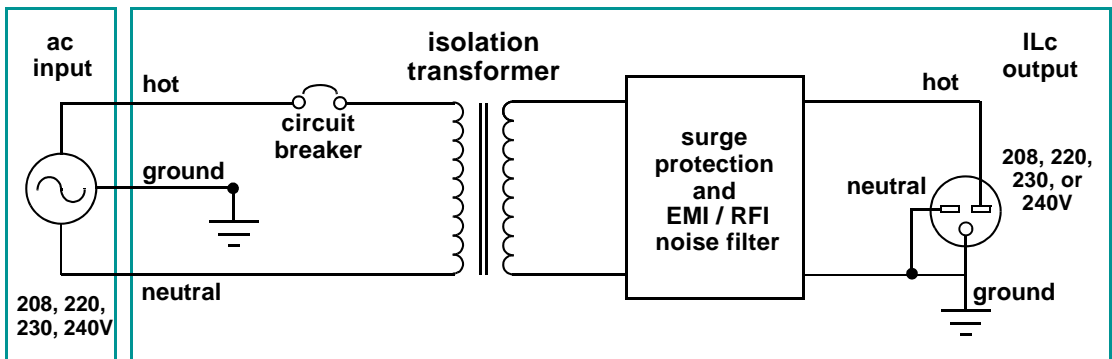 ac
input
208, 220,
230, 240V
hot
ground
neutral
circuit
breaker
isolation
transformer
surge
protection
and
EMI / RFI
noise filter
ILc
output
hot
neutral
208, 220,
230, or
240V
ground